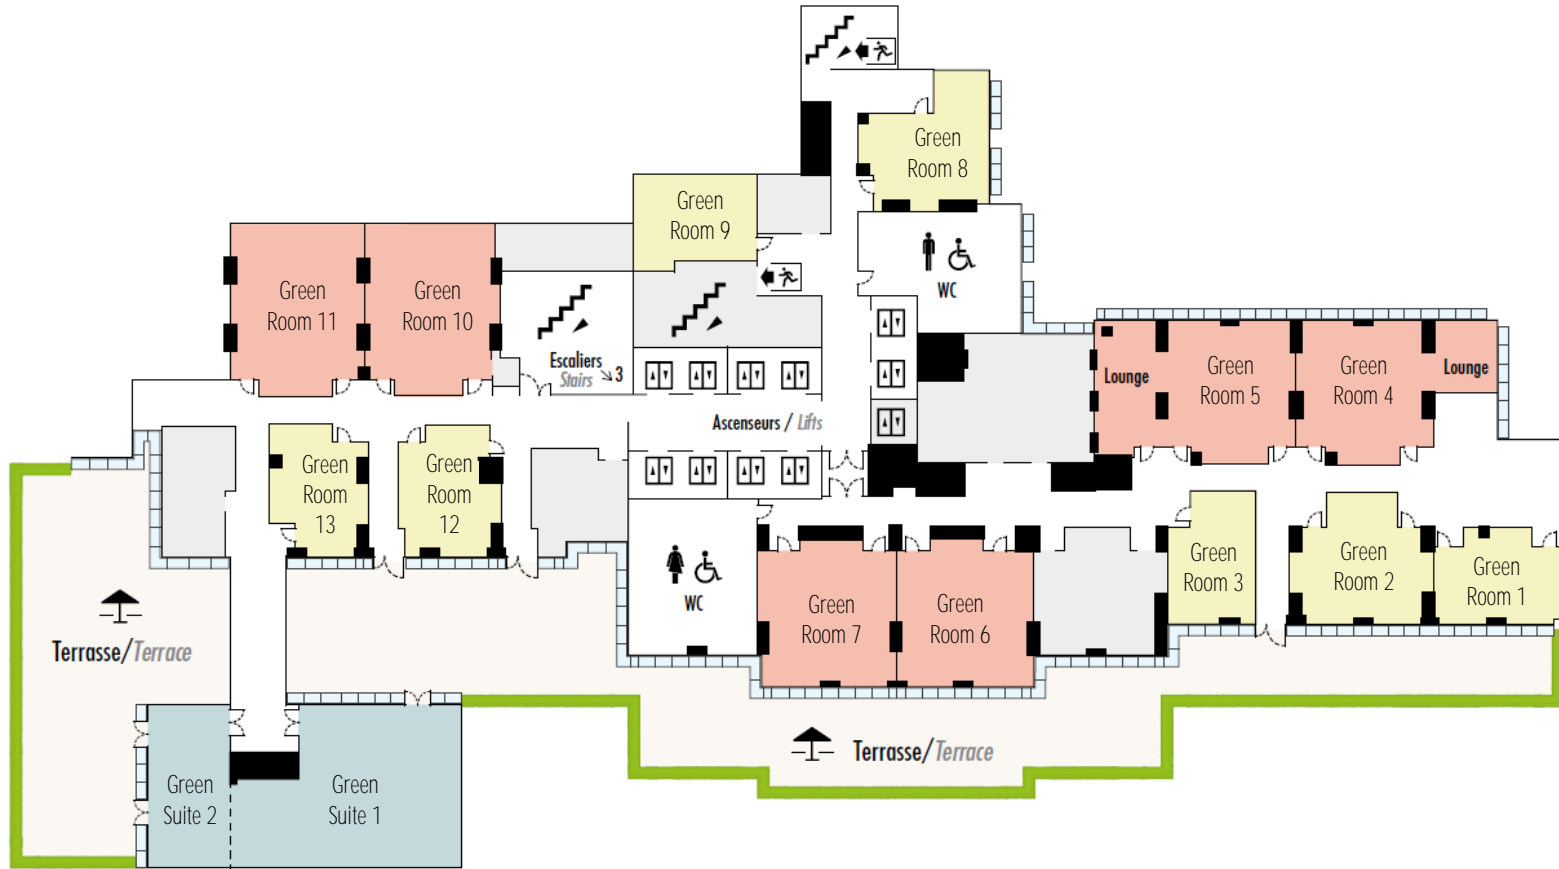 Green
Room 8
Green
Room 9
WC
Green
Room 11
Green
Room 10
Escaliers
Stairs 3
Ascenseurs / Lifts
Lounge
Green
Room 5
Green
Room 4
Lounge
Green
Room
13
Green
Room
12
WC
Green
Room 7
Green
Room 6
Green
Room 3
Green
Room 2
Green
Room 1
Terrasse/Terrace
Terrasse/Terrace
Green
Suite 2
Green
Suite 1